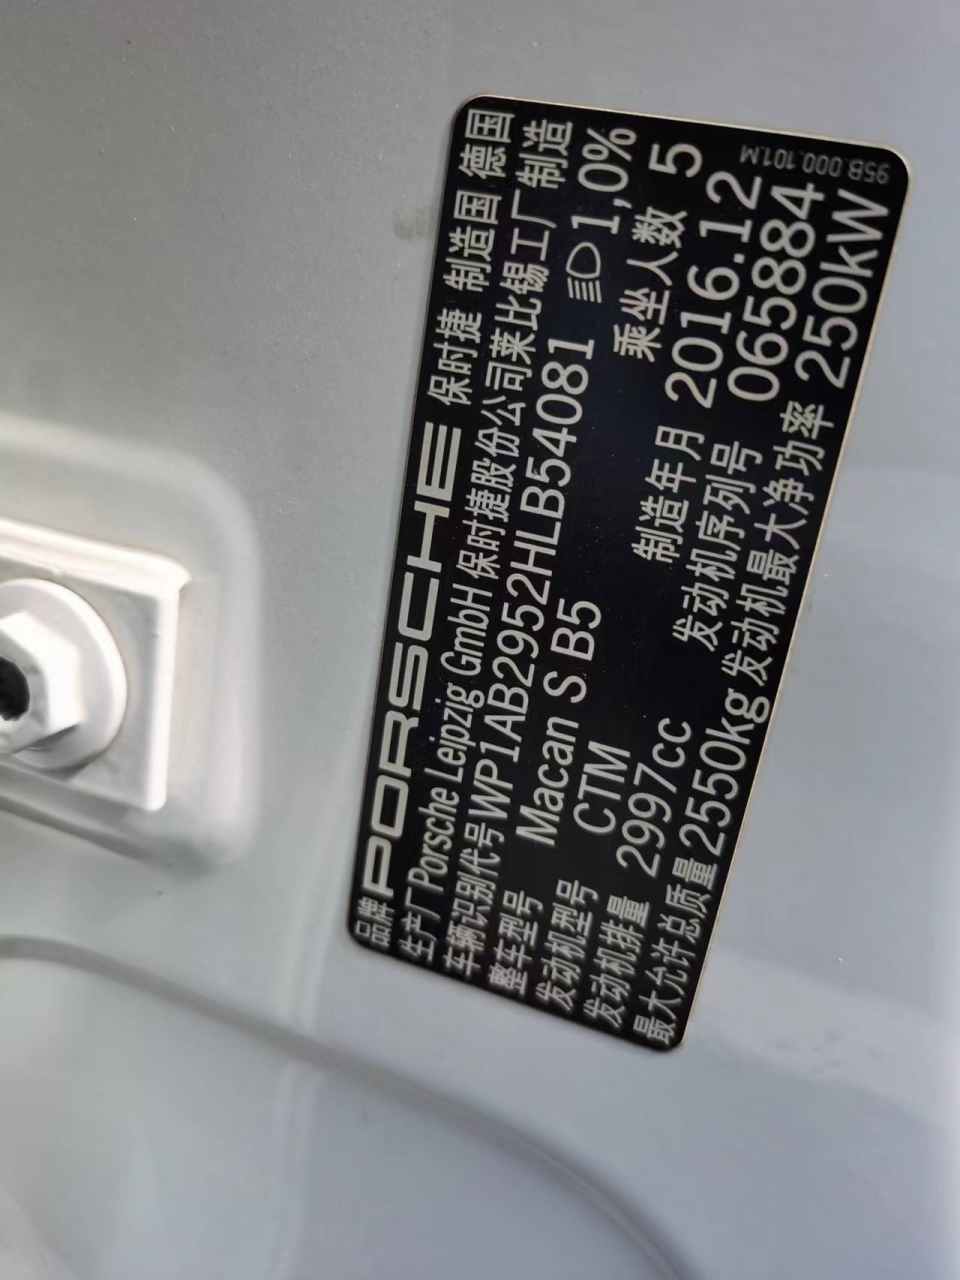 品牌 PORSCHE 保时捷 制造国 德国
生产厂 Porsche Leipzig GmbH 保时捷股份公司莱比锡工厂 制造
车辆识别代号 WP1AB2952HLB54081 1,0%
整车型号 Macan S B5 乘坐人数 5
发动机型号 CTM 制造年月 2016.12
发动机排量 2997cc 发动机序列号 065884
最大允许总质量 2550kg 发动机最大净功率 250kW
95B.000.101.M